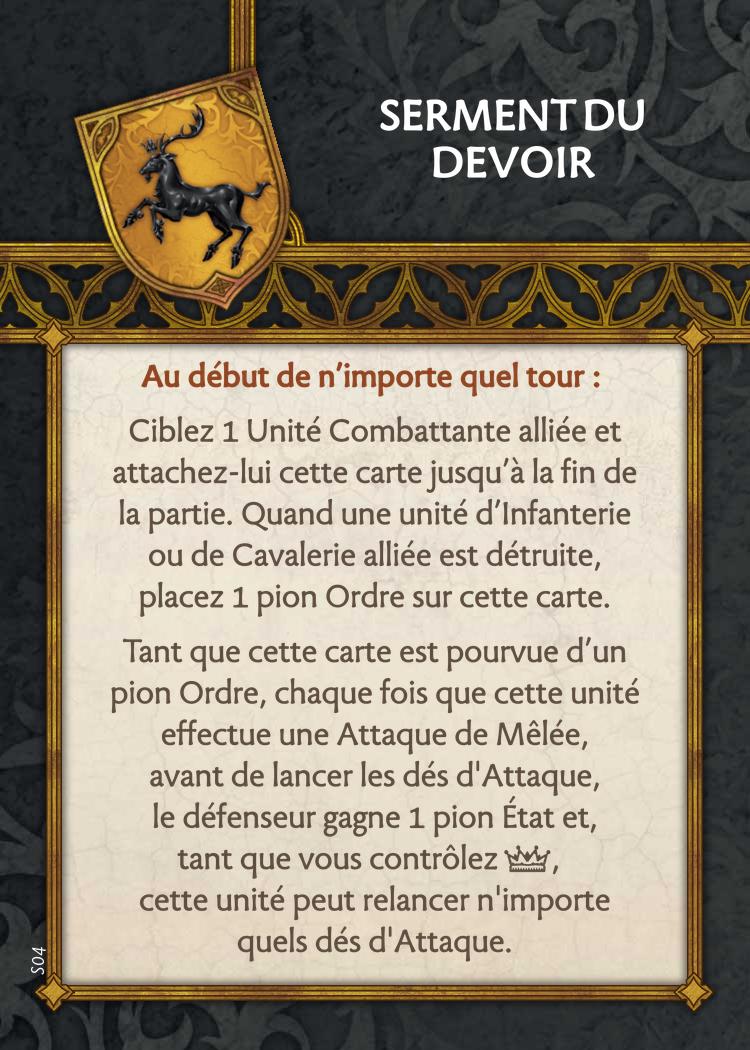 SERMENT DU
DEVOIR
Au début de n’importe quel tour :
Ciblez 1 Unité Combattante alliée et
attachez-lui cette carte jusqu’à la fin de
la partie. Quand une unité d’Infanterie
ou de Cavalerie alliée est détruite,
placez 1 pion Ordre sur cette carte.
Tant que cette carte est pourvue d’un
pion Ordre, chaque fois que cette unité
effectue une Attaque de Mêlée,
avant de lancer les dés d'Attaque,
le défenseur gagne 1 pion État et,
tant que vous contrôlez ,
cette unité peut relancer n'importe
quels dés d'Attaque.
S04